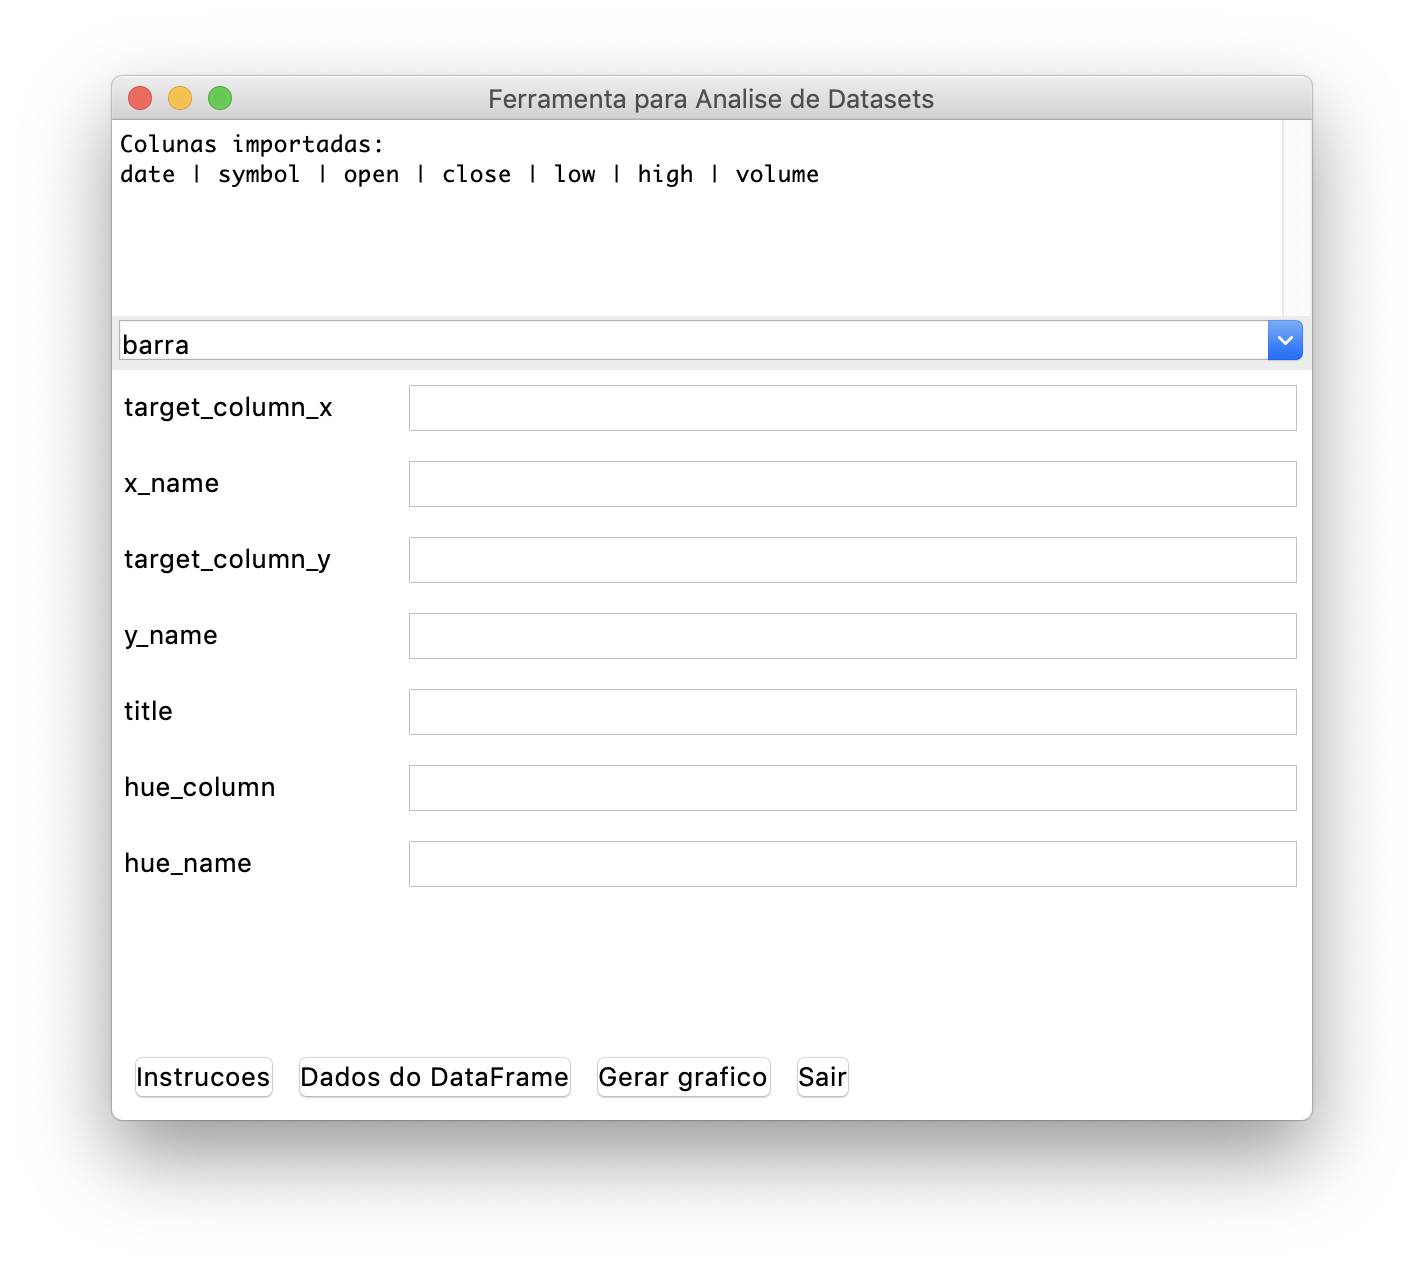 Ferramenta para Analise de Datasets
Colunas importadas:
date | symbol | open | close | low | high | volume
barra
target_column_x
x_name
target_column_y
y_name
title
hue_column
hue_name
Instrucoes Dados do DataFrame Gerar grafico Sair